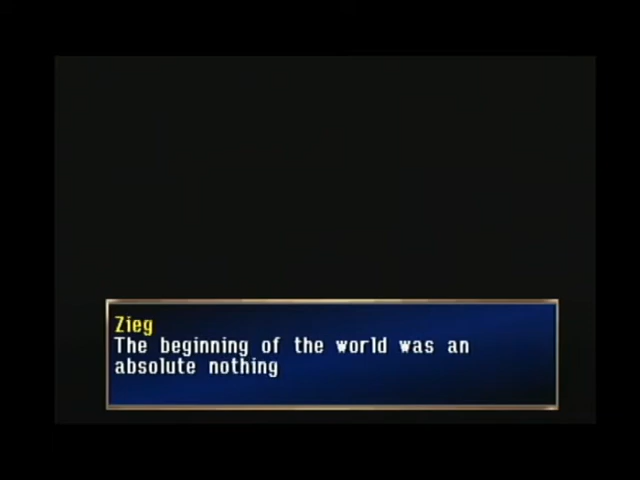 Zieg
The beginning of the world was an
absolute nothing